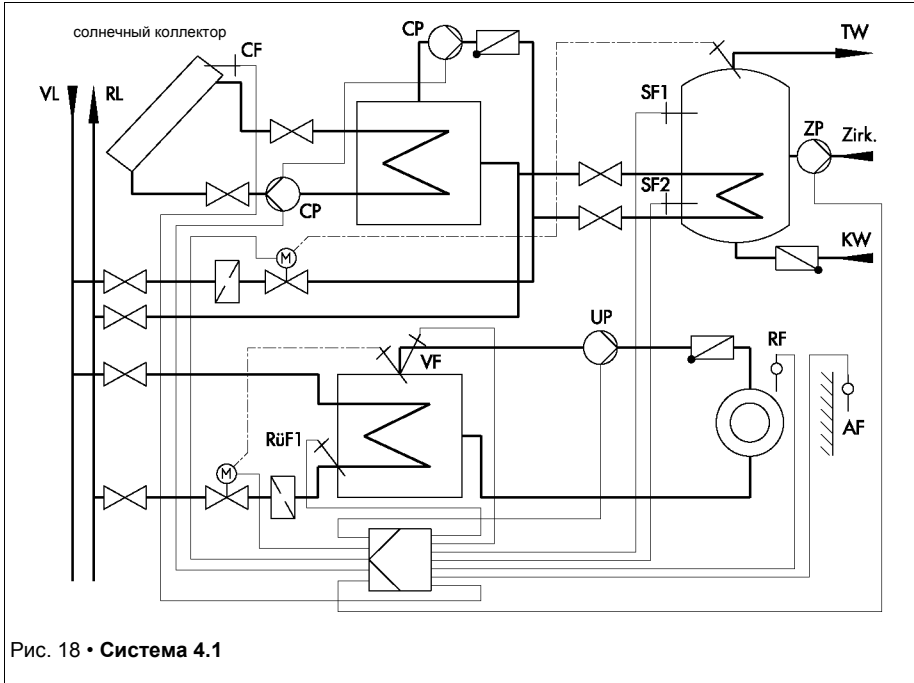 солнечный коллектор
CF
CP
TW
VL
RL
SF1
ZP
Zirk.
CP
SF2
KW
M
UP
VF
RF
AF
RüF1
M
Рис. 18 • Система 4.1